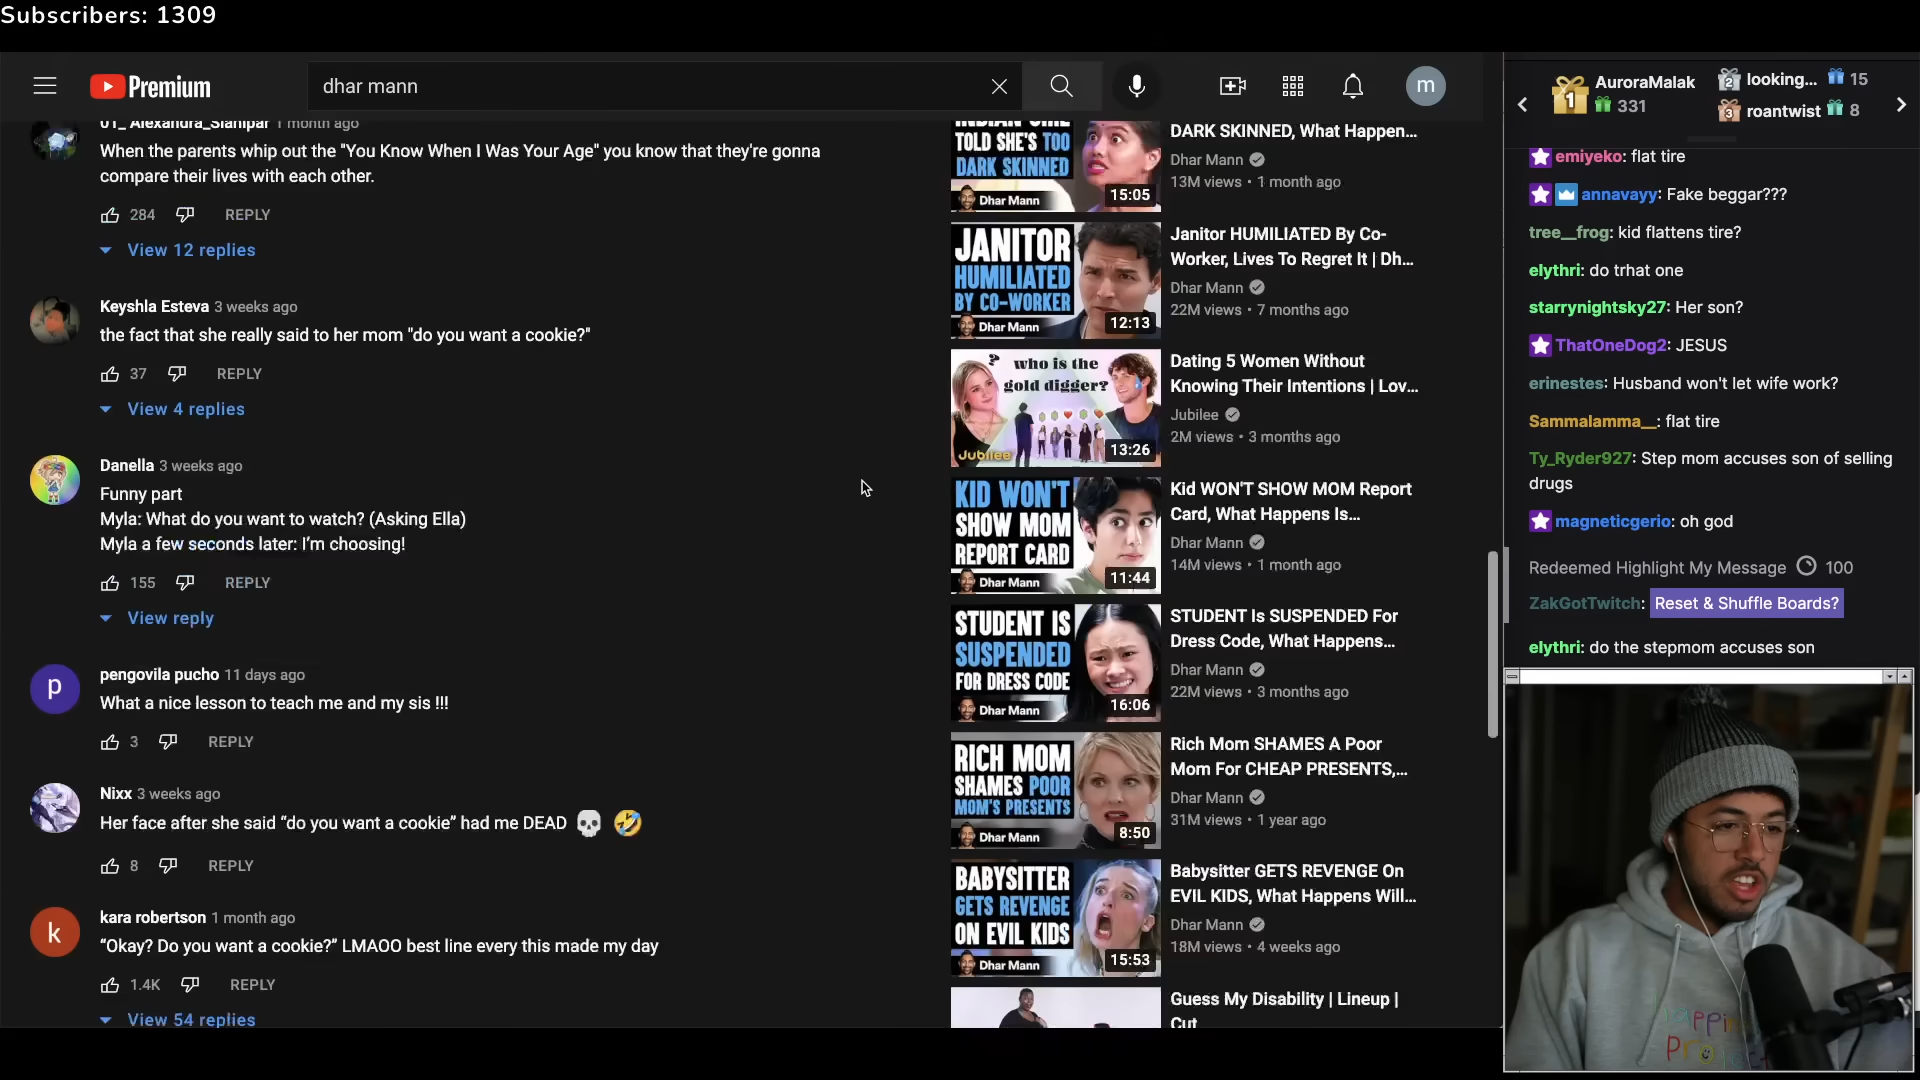 Subscribers: 1309
Premium
dhar mann
m
1
AuroraMalak
331
2
looking... 15
3
roantwist 8
01_ Alexandra_Sianipar 1 month ago
When the parents whip out the "You Know When I Was Your Age" you know that they're gonna
compare their lives with each other.
284 REPLY
View 12 replies
Keyshla Esteva 3 weeks ago
the fact that she really said to her mom "do you want a cookie?"
37 REPLY
View 4 replies
Danella 3 weeks ago
Funny part
Myla: What do you want to watch? (Asking Ella)
Myla a few seconds later: I'm choosing!
155 REPLY
View reply
p
pengovila pucho 11 days ago
What a nice lesson to teach me and my sis !!!
3 REPLY
Nixx 3 weeks ago
Her face after she said “do you want a cookie” had me DEAD 💀 🤣
8 REPLY
k
kara robertson 1 month ago
“Okay? Do you want a cookie?” LMAOO best line every this made my day
1.4K REPLY
View 54 replies
INDIAN GIRL
TOLD SHE'S TOO
DARK SKINNED
Dhar Mann
15:05
DARK SKINNED, What Happen...
Dhar Mann
13M views • 1 month ago
JANITOR
HUMILIATED
BY CO-WORKER
Dhar Mann
12:13
Janitor HUMILIATED By Co-
Worker, Lives To Regret It | Dh...
Dhar Mann
22M views • 7 months ago
? who is the
gold digger?
Jubilee
13:26
Dating 5 Women Without
Knowing Their Intentions | Lov...
Jubilee
2M views • 3 months ago
KID WON'T
SHOW MOM
REPORT CARD
Dhar Mann
11:44
Kid WON'T SHOW MOM Report
Card, What Happens Is...
Dhar Mann
14M views • 1 month ago
STUDENT IS
SUSPENDED
FOR DRESS CODE
Dhar Mann
16:06
STUDENT Is SUSPENDED For
Dress Code, What Happens...
Dhar Mann
22M views • 3 months ago
RICH MOM
SHAMES POOR
MOM'S PRESENTS
Dhar Mann
8:50
Rich Mom SHAMES A Poor
Mom For CHEAP PRESENTS,...
Dhar Mann
31M views • 1 year ago
BABYSITTER
GETS REVENGE
ON EVIL KIDS
Dhar Mann
15:53
Babysitter GETS REVENGE On
EVIL KIDS, What Happens Will...
Dhar Mann
18M views • 4 weeks ago
Guess My Disability | Lineup |
Cut
emiyeko: flat tire
annavayy: Fake beggar???
tree__frog: kid flattens tire?
elythri: do trhat one
starrynightsky27: Her son?
ThatOneDog2: JESUS
erinestes: Husband won't let wife work?
Sammalamma__: flat tire
Ty_Ryder927: Step mom accuses son of selling
drugs
magneticgerio: oh god
Redeemed Highlight My Message 100
ZakGotTwitch: Reset & Shuffle Boards?
elythri: do the stepmom accuses son